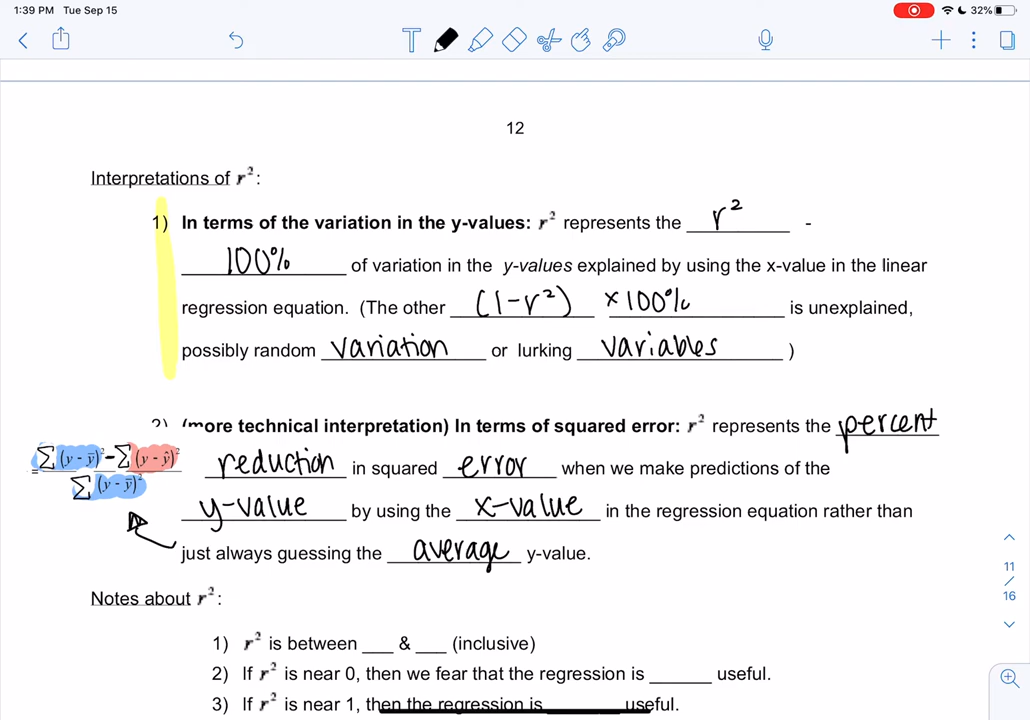 1:39 PM Tue Sep 15 32%
T
12
Interpretations of r²:
1) In terms of the variation in the y-values: r² represents the r² -
100% of variation in the y-values explained by using the x-value in the linear
regression equation. (The other (1-r²) ×100% is unexplained,
possibly random variation or lurking variables )
2) (more technical interpretation) In terms of squared error: r² represents the percent
= ∑(y - ȳ)² - ∑(y - ŷ)² / ∑(y - ȳ)² reduction in squared error when we make predictions of the
y-value by using the x-value in the regression equation rather than
just always guessing the average y-value.
Notes about r²:
1) r² is between ___ & ___ (inclusive)
2) If r² is near 0, then we fear that the regression is ______ useful.
3) If r² is near 1, then the regression is ________ useful.
11
/
16